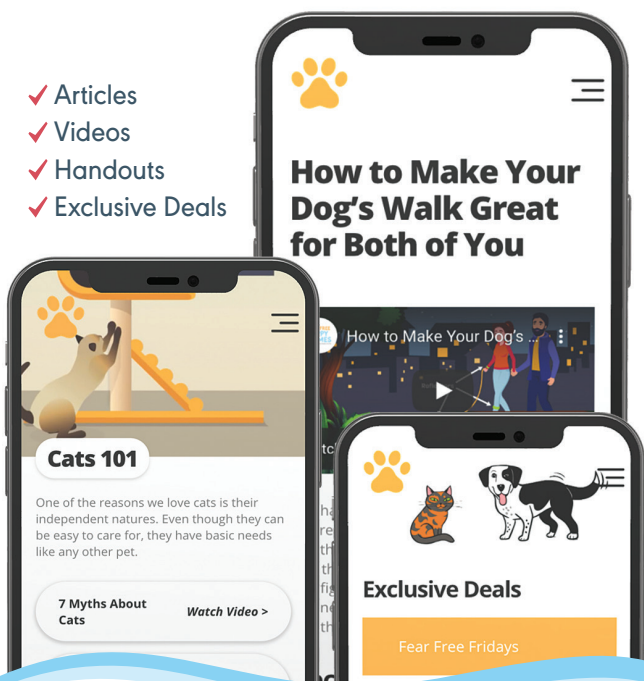 Articles
Videos
Handouts
Exclusive Deals
How to Make Your
Dog's Walk Great
for Both of You
How to Make Your Dog's ...
Cats 101
One of the reasons we love cats is their
independent natures. Even though they can
be easy to care for, they have basic needs
like any other pet.
7 Myths About
Cats
Watch Video >
Exclusive Deals
Fear Free Fridays